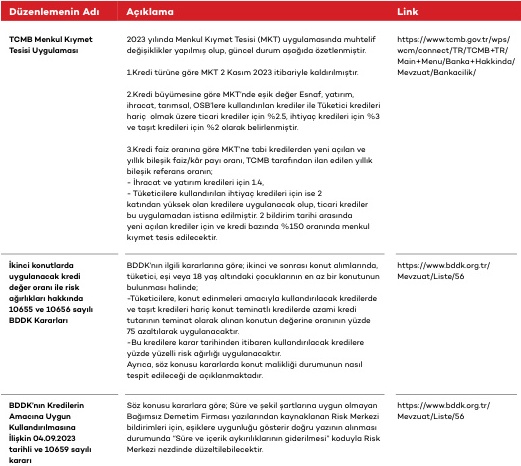 Düzenlemenin Adı
Açıklama
Link
TCMB Menkul Kıymet
Tesisi Uygulaması
2023 yılında Menkul Kıymet Tesisi (MKT) uygulamasında muhtelif
değişiklikler yapılmış olup, güncel durum aşağıda özetlenmiştir.
1.Kredi türüne göre MKT 2 Kasım 2023 itibariyle kaldırılmıştır.
2.Kredi büyümesine göre MKT'nde eşik değer Esnaf, yatırım,
ihracat, tarımsal, OSB'lere kullandırılan krediler ile Tüketici kredileri
hariç olmak üzere ticari krediler için %2.5, ihtiyaç kredileri için %3
ve taşıt kredileri için %2 olarak belirlenmiştir.
3.Kredi faiz oranına göre MKT'ne tabi kredilerden yeni açılan ve
yıllık bileşik faiz/kâr payı oranı, TCMB tarafından ilan edilen yıllık
bileşik referans oranın;
- İhracat ve yatırım kredileri için 1.4,
- Tüketicilere kullandırılan ihtiyaç kredileri için ise 2
katından yüksek olan kredilere uygulanacak olup, ticari krediler
bu uygulamadan istisna edilmiştir. 2 bildirim tarihi arasında
yeni açılan krediler için ve kredi bazında %150 oranında menkul
kıymet tesis edilecektir.
https://www.tcmb.gov.tr/wps/
wcm/connect/TR/TCMB+TR/
Main+Menu/Banka+Hakkinda/
Mevzuat/Bankacilik/
İkinci konutlarda
uygulanacak kredi
değer oranı ile risk
ağırlıkları hakkında
10655 ve 10656 sayılı
BDDK Kararları
BDDK'nın ilgili kararlarına göre; ikinci ve sonrası konut alımlarında,
tüketici, eşi veya 18 yaş altındaki çocuklarının en az bir konutunun
bulunması halinde;
-Tüketicilere, konut edinmeleri amacıyla kullandırılacak kredilerde
ve taşıt kredileri hariç konut teminatlı kredilerde azami kredi
tutarının teminat olarak alınan konutun değerine oranının yüzde
75 azaltılarak uygulanacaktır.
-Bu kredilere karar tarihinden itibaren kullandırılacak kredilere
yüzde yüzelli risk ağırlığı uygulanacaktır.
Ayrıca, söz konusu kararlarda konut malikliği durumunun nasıl
tespit edileceği de açıklanmaktadır.
https://www.bddk.org.tr/
Mevzuat/Liste/56
BDDK'nın Kredilerin
Amacına Uygun
Kullandırılmasına
İlişkin 04.09.2023
tarihli ve 10659 sayılı
kararı
Söz konusu kararlara göre; Süre ve şekil şartlarına uygun olmayan
Bağımsız Demetim Firması yazılarından kaynaklanan Risk Merkezi
bildirimleri için, eşiklere uygunluğu gösterir doğru yazının alınması
durumunda "Süre ve içerik aykırılıklarının giderilmesi" koduyla Risk
Merkezi nezdinde düzeltilebilecektir.
https://www.bddk.org.tr/
Mevzuat/Liste/56